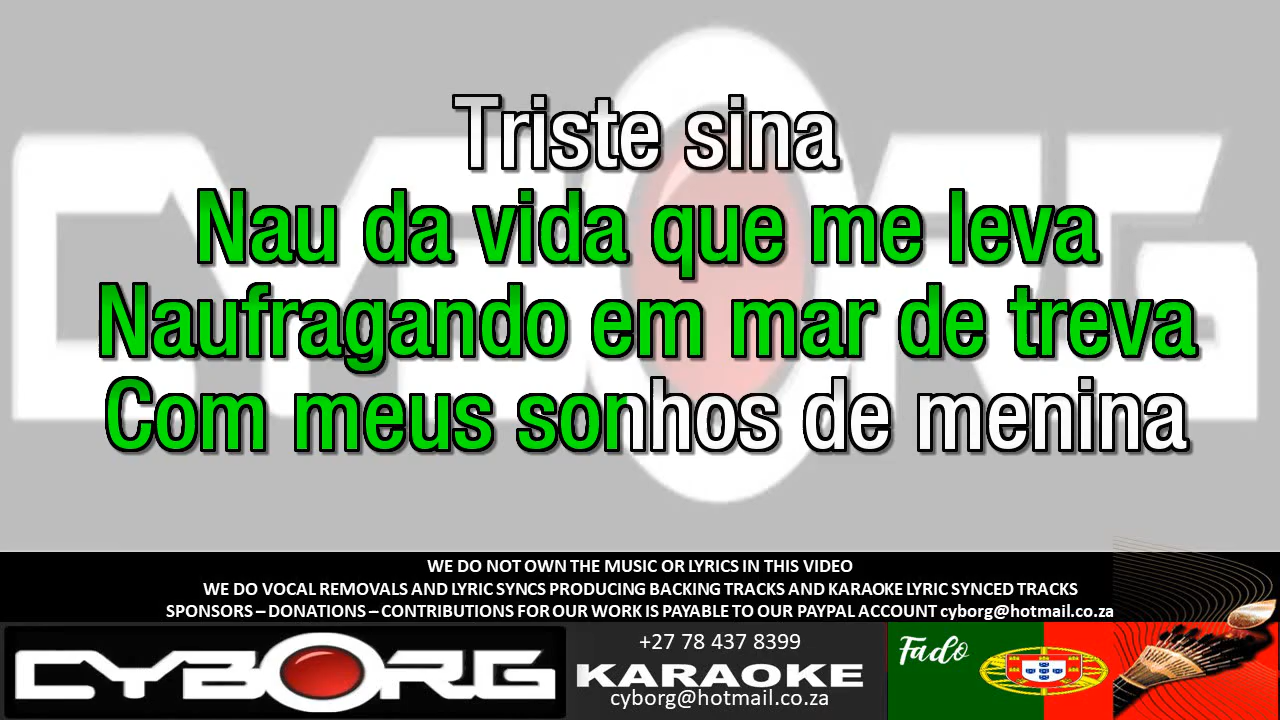 Triste sina
Nau da vida que me leva
Naufragando em mar de treva
Com meus sonhos de menina
CYBORG
WE DO NOT OWN THE MUSIC OR LYRICS IN THIS VIDEO
WE DO VOCAL REMOVALS AND LYRIC SYNCS PRODUCING BACKING TRACKS AND KARAOKE LYRIC SYNCED TRACKS
SPONSORS – DONATIONS – CONTRIBUTIONS FOR OUR WORK IS PAYABLE TO OUR PAYPAL ACCOUNT cyborg@hotmail.co.za
CYBORG
+27 78 437 8399
KARAOKE
cyborg@hotmail.co.za
Fado